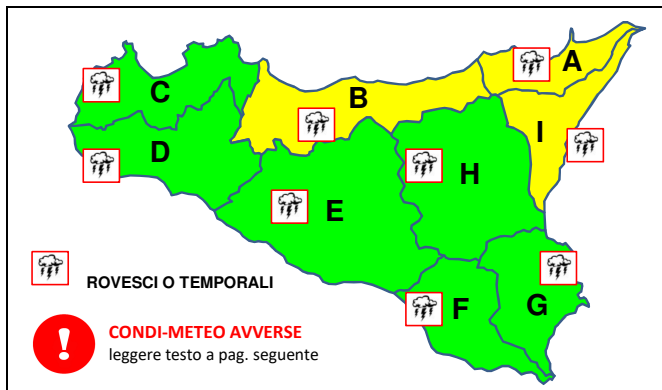 A
C
B
I
D
H
E
G
F
ROVESCI O TEMPORALI
!
CONDI-METEO AVVERSE
leggere testo a pag. seguente